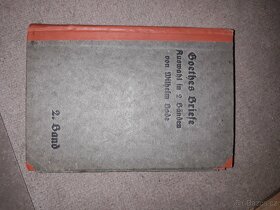 Goethes Briefe
Auswahl in 2 Bänden
von Wilhelm Bode
2. Band